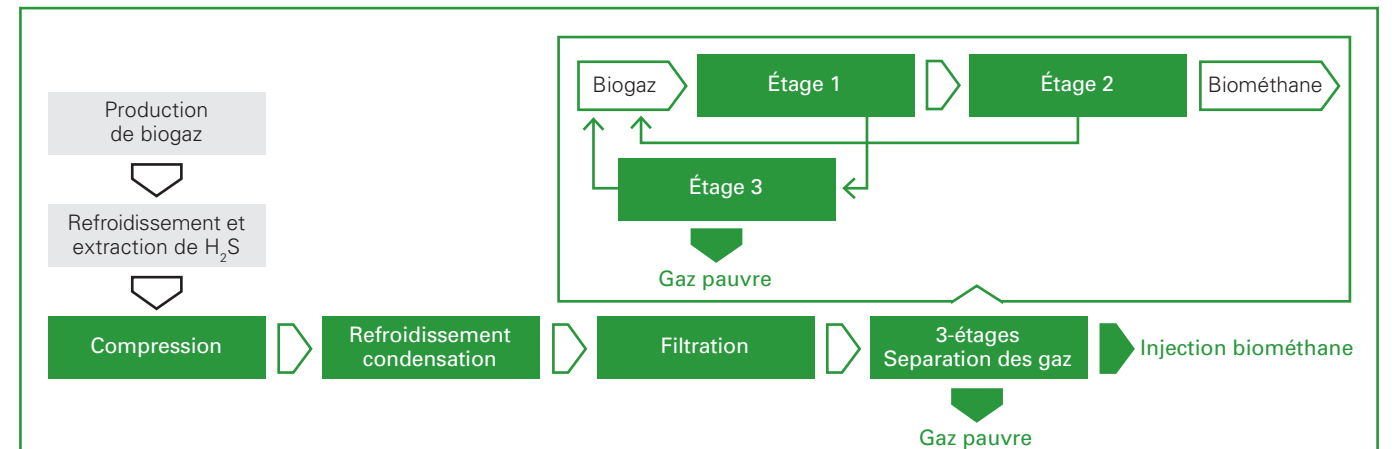 Biogaz
Étage 1
Étage 2
Biométhane
Production
de biogaz
Étage 3
Refroidissement et
extraction de H₂S
Gaz pauvre
Compression
Refroidissement
condensation
Filtration
3-étages
Separation des gaz
Injection biométhane
Gaz pauvre